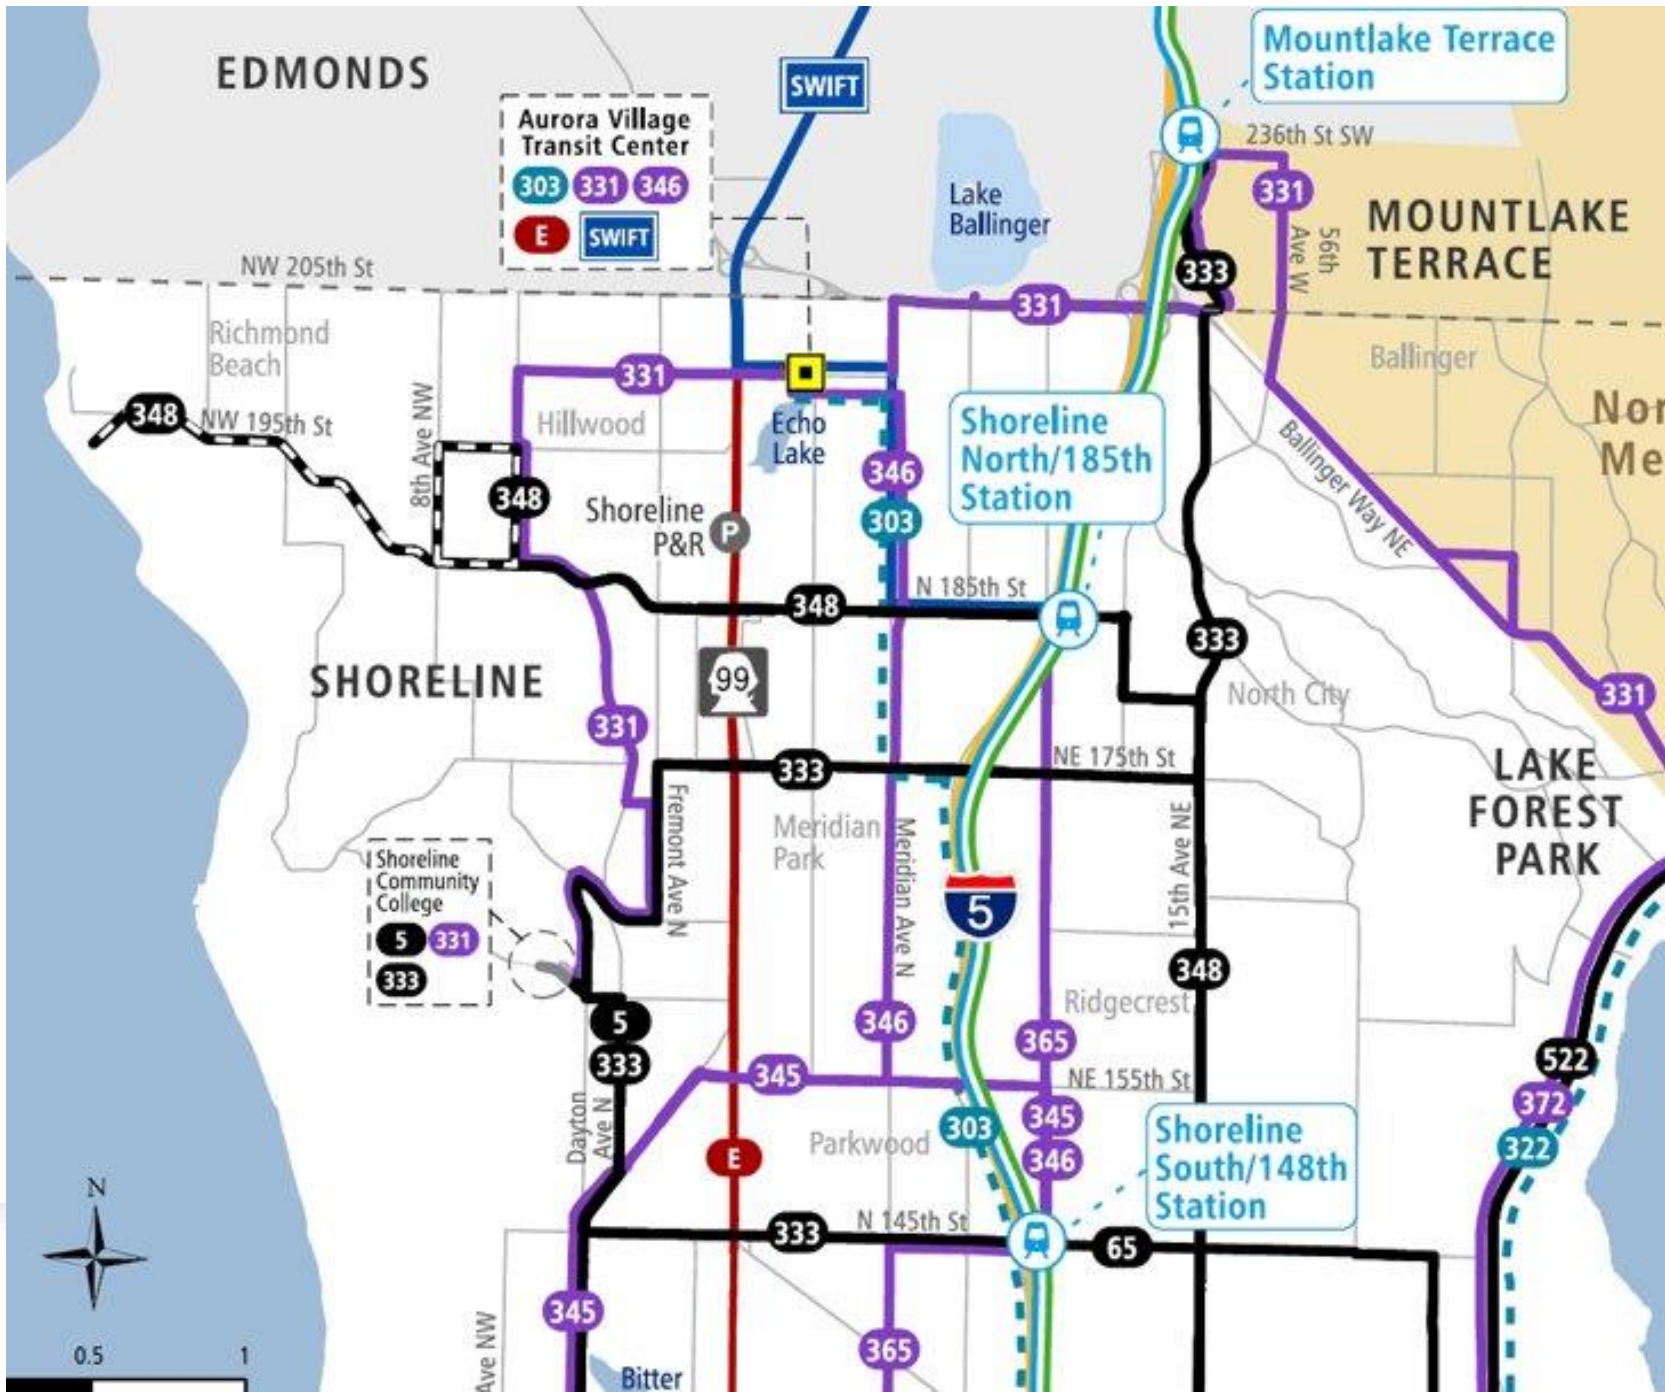 EDMONDS
SWIFT
Mountlake Terrace
Station
Aurora Village
Transit Center
303 331 346
E SWIFT
236th St SW
331
Lake
Ballinger
MOUNTLAKE
TERRACE
56th
Ave W
333
NW 205th St
331
Richmond
Beach
Ballinger
331
348
NW 195th St
8th Ave NW
Hillwood
Echo
Lake
Shoreline
North/185th
Station
Ballinger Way NE
346
348
303
Shoreline
P&R
P
N 185th St
348
333
SHORELINE
99
North City
331
331
333
NE 175th St
LAKE
FOREST
PARK
Fremont Ave N
Meridian
Park
Meridian Ave N
15th Ave NE
Shoreline
Community
College
5 331
333
5
348
Ridgecrest
5
333
346
365
522
345
NE 155th St
372
322
Dayton
Ave N
Parkwood
303
345
346
E
Shoreline
South/148th
Station
N
333
N 145th St
65
345
365
Ave NW
0.5
1
Bitter